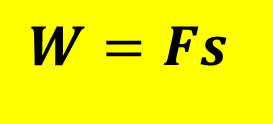 W = Fs